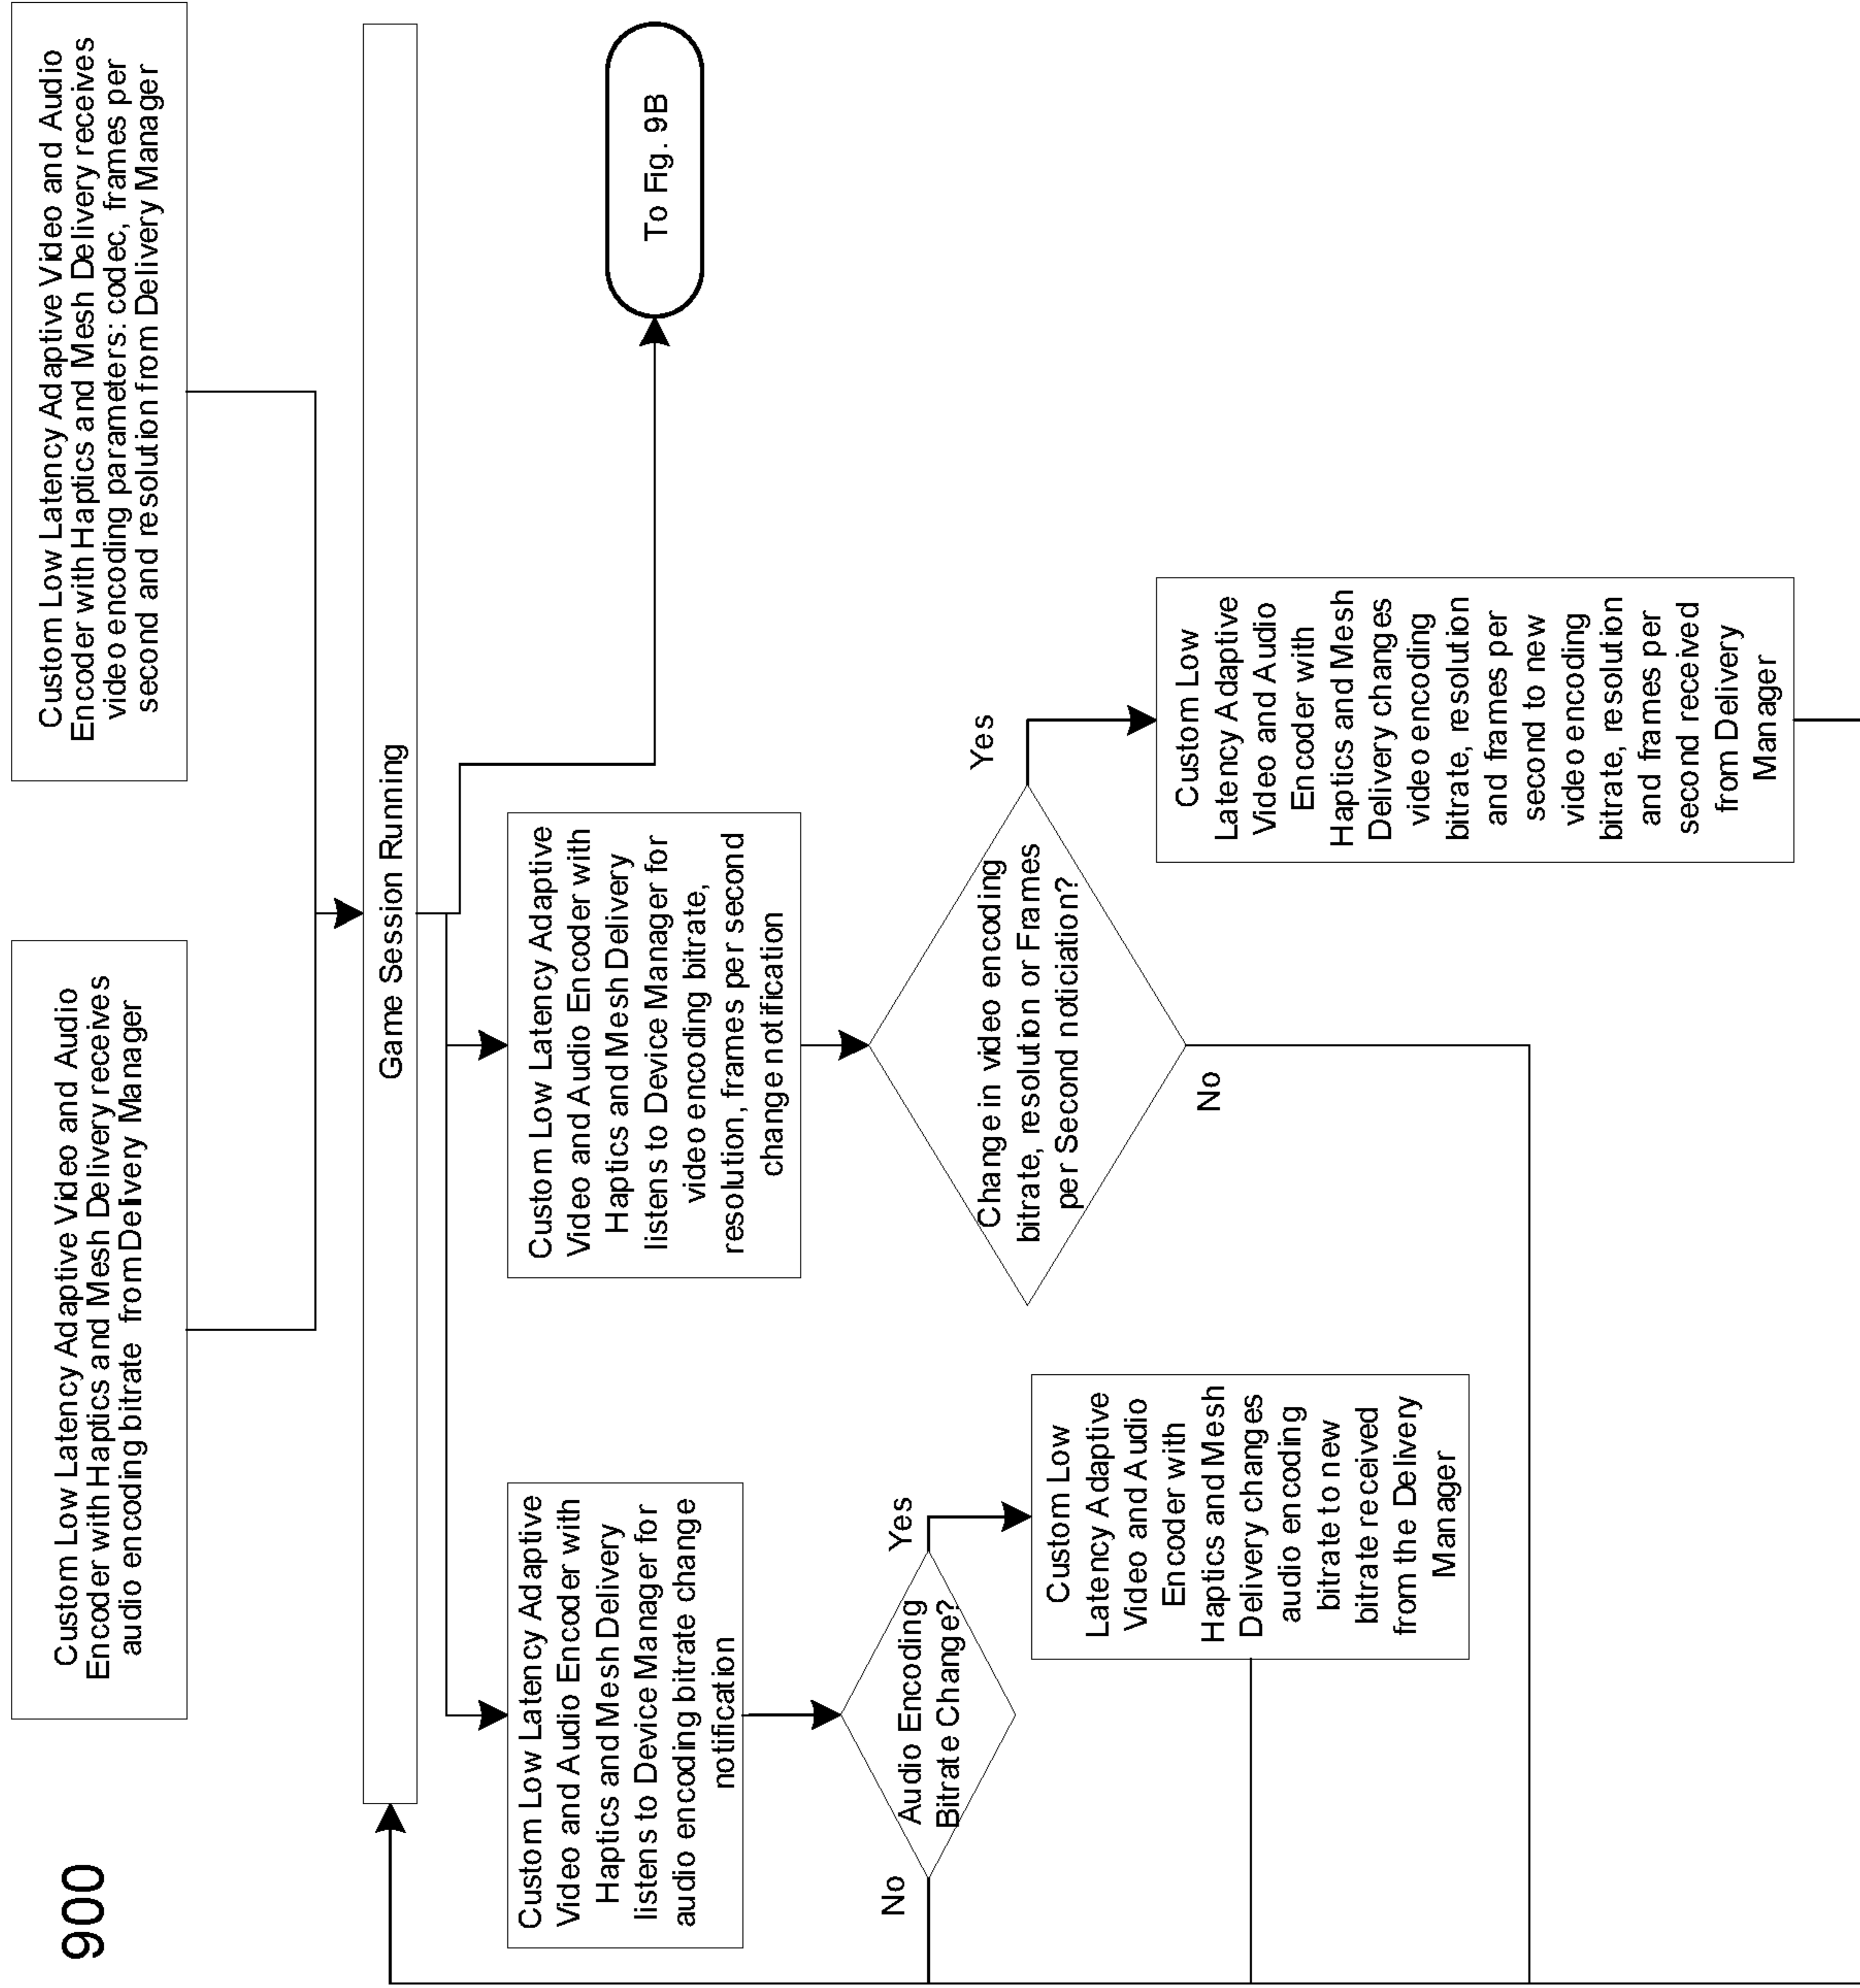 900
Custom Low Latency Adaptive Video and Audio
Encoder with Haptics and Mesh Delivery receives
audio encoding bitrate from Delivery Manager
Custom Low Latency Adaptive Video and Audio
Encoder with Haptics and Mesh Delivery receives
video encoding parameters: codec, frames per
second and resolution from Delivery Manager
Game Session Running
Custom Low Latency Adaptive
Video and Audio Encoder with
Haptics and Mesh Delivery
listens to Device Manager for
audio encoding bitrate change
notification
Custom Low Latency Adaptive
Video and Audio Encoder with
Haptics and Mesh Delivery
listens to Device Manager for
video encoding bitrate,
resolution, frames per second
change notification
To Fig. 9B
No
Audio Encoding
Bitrate Change?
Yes
Change in video encoding
bitrate, resolution or Frames
per Second noticiation?
Yes
No
Custom Low
Latency Adaptive
Video and Audio
Encoder with
Haptics and Mesh
Delivery changes
audio encoding
bitrate to new
bitrate received
from the Delivery
Manager
Custom Low
Latency Adaptive
Video and Audio
Encoder with
Haptics and Mesh
Delivery changes
video encoding
bitrate, resolution
and frames per
second to new
video encoding
bitrate, resolution
and frames per
second received
from Delivery
Manager